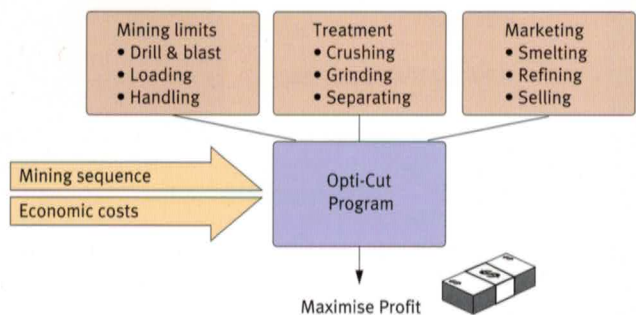 Mining limits
• Drill & blast
• Loading
• Handling
Treatment
• Crushing
• Grinding
• Separating
Marketing
• Smelting
• Refining
• Selling
Mining sequence
Economic costs
Opti-Cut
Program
Maximise Profit
$
$
$